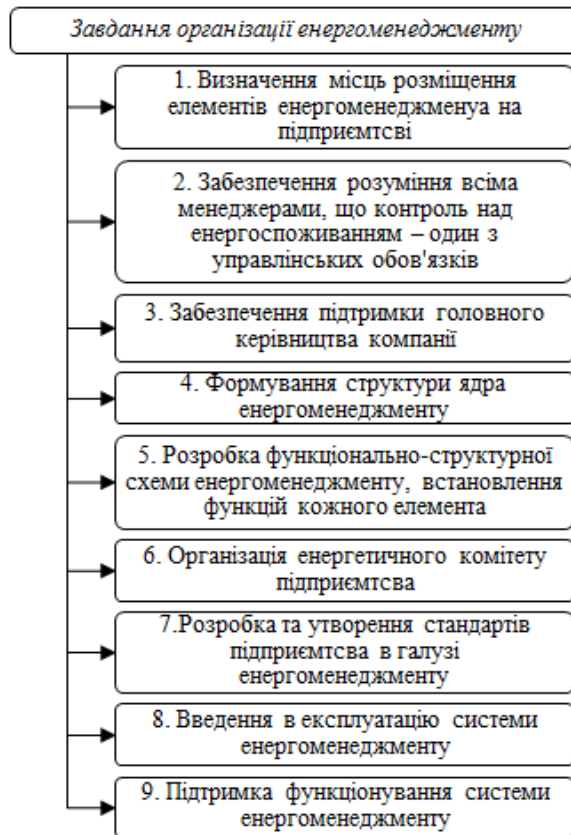 Завдання організації енергоменеджменту
1. Визначення місць розміщення
елементів енергоменеджменуа на
підприємтсві
2. Забезпечення розуміння всіма
менеджерами, що контроль над
енергоспоживанням – один з
управлінських обов'язків
3. Забезпечення підтримки головного
керівництва компанії
4. Формування структури ядра
енергоменеджменту
5. Розробка функціонально-структурної
схеми енергоменеджменту, встановлення
функцій кожного елемента
6. Організація енергетичного комітету
підприємтсва
7.Розробка та утворення стандартів
підприємтсва в галузі
енергоменеджменту
8. Введення в експлуатацію системи
енергоменеджменту
9. Підтримка функціонування системи
енергоменеджменту